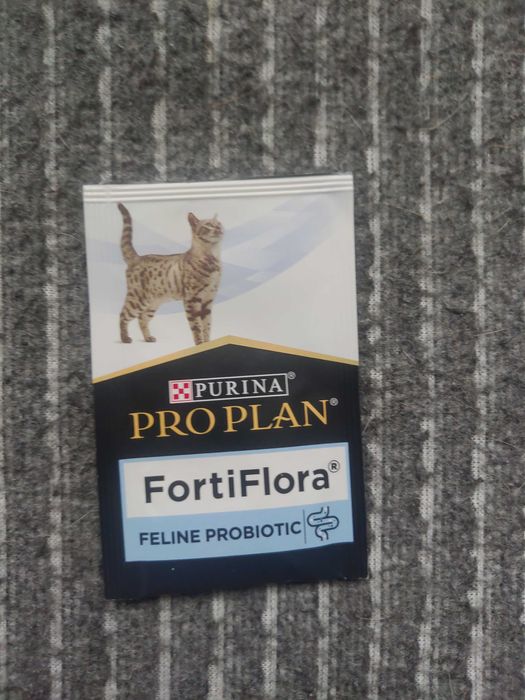 PURINA®
PRO PLAN®
FortiFlora®
FELINE PROBIOTIC